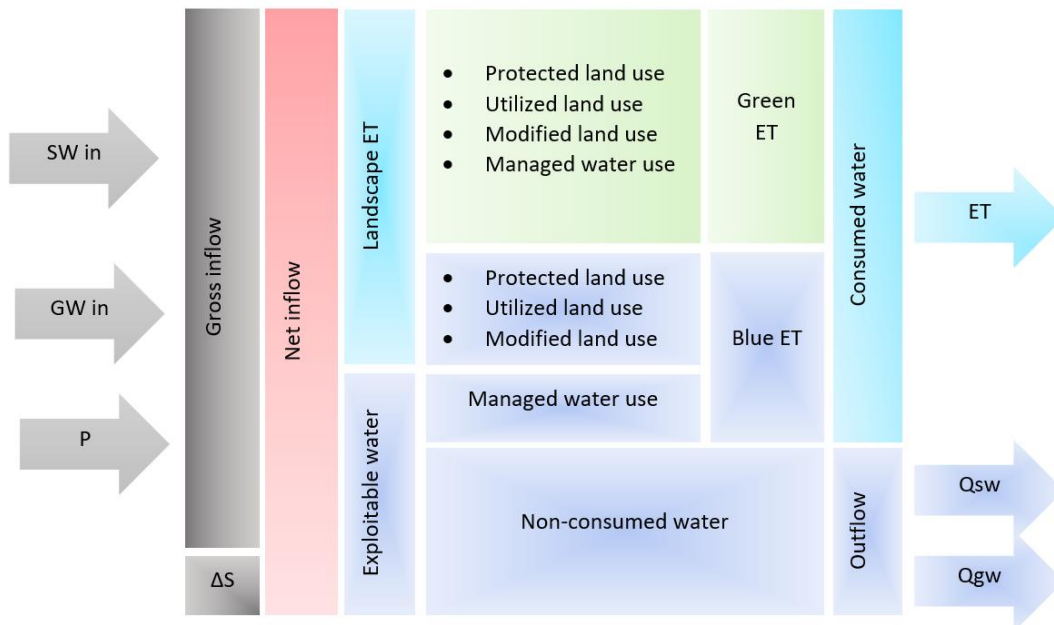 SW in
GW in
P
Gross inflow
ΔS
Net inflow
Landscape ET
Exploitable water
• Protected land use
• Utilized land use
• Modified land use
• Managed water use
Green
ET
• Protected land use
• Utilized land use
• Modified land use
Blue ET
Managed water use
Non-consumed water
Consumed water
Outflow
ET
Qsw
Qgw